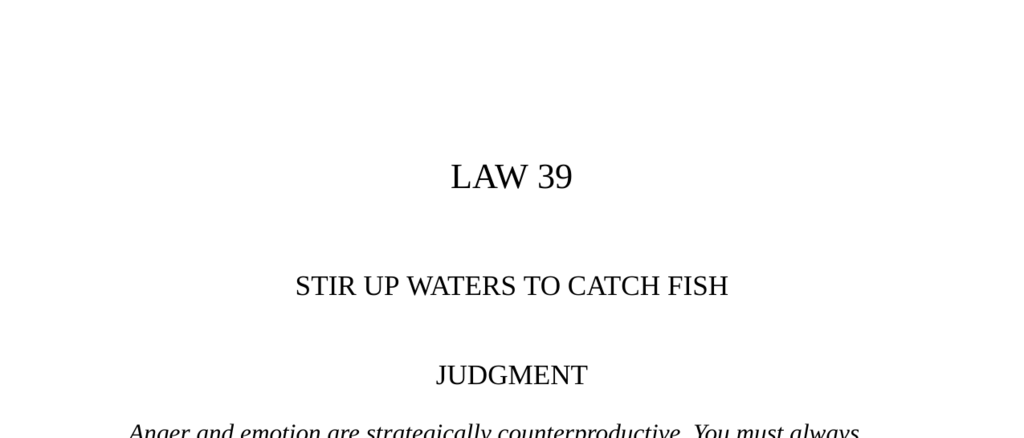 LAW 39
STIR UP WATERS TO CATCH FISH
JUDGMENT
Anger and emotion are strategically counterproductive. You must always